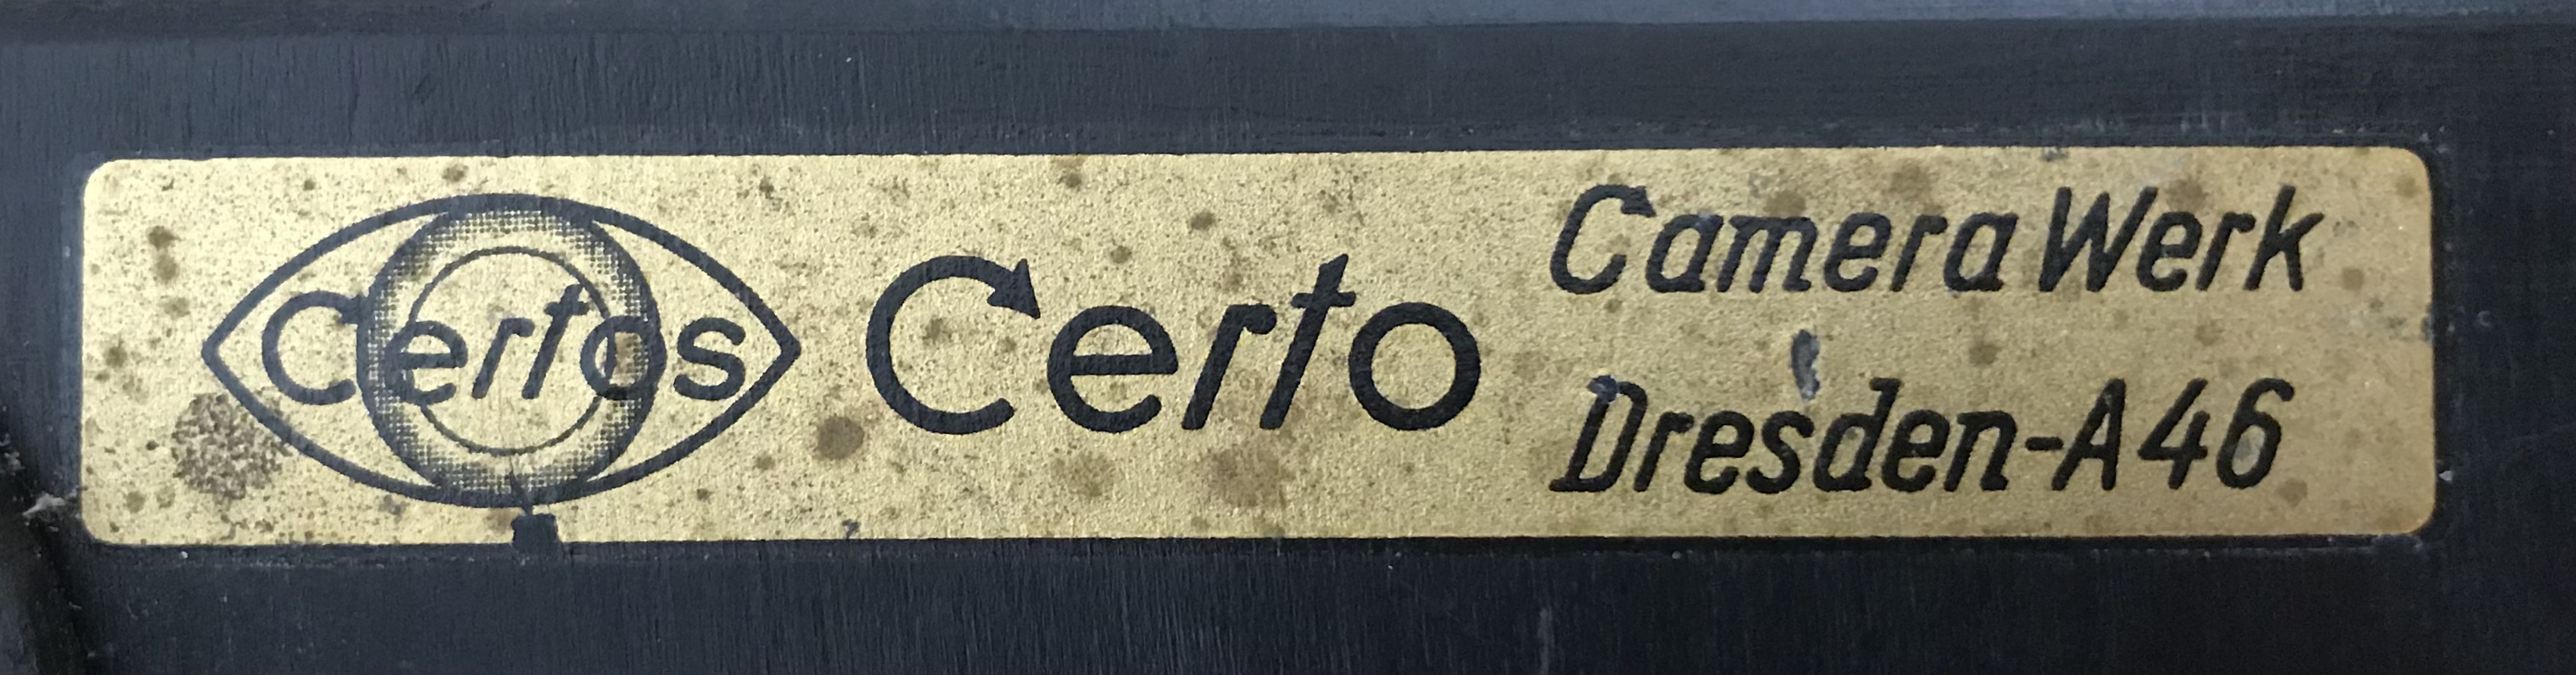 Certos
Certo
Camera Werk
Dresden-A46